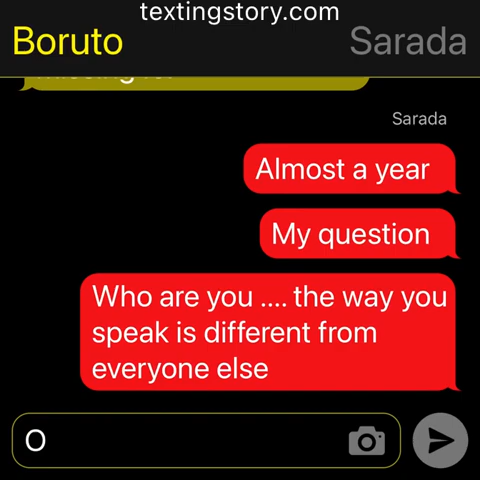 textingstory.com
Boruto
Sarada
Sarada
Almost a year
My question
Who are you .... the way you
speak is different from
everyone else
O